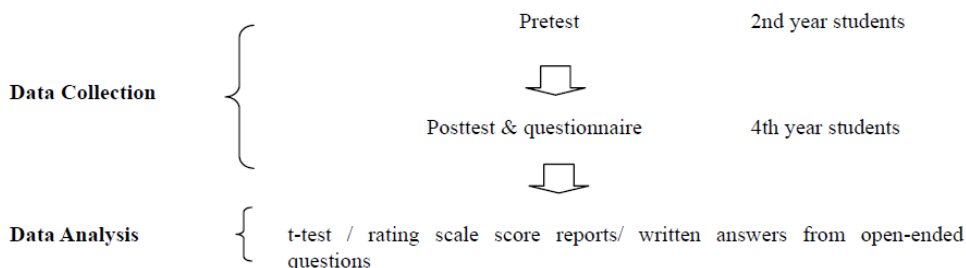 Pretest 2nd year students
Data Collection
Posttest & questionnaire 4th year students
Data Analysis t-test / rating scale score reports/ written answers from open-ended
questions